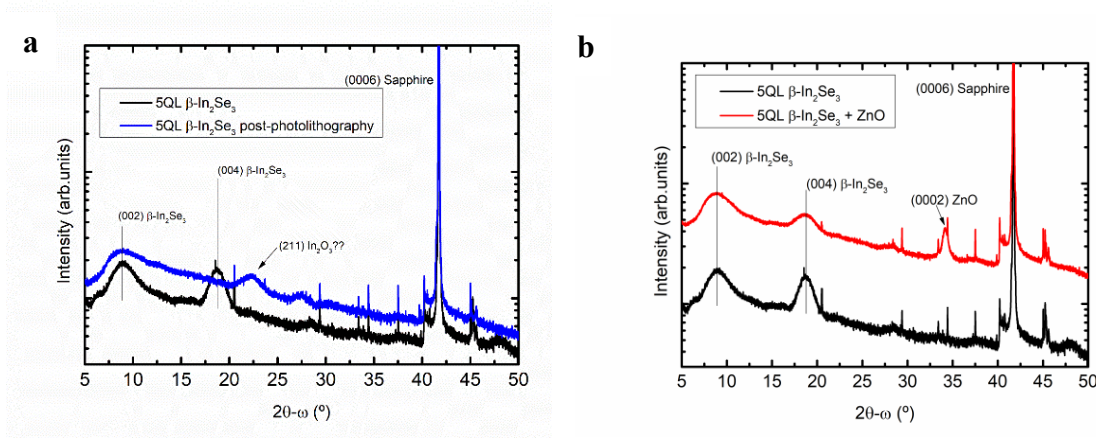 a
(0006) Sapphire
5QL β-In₂Se₃
5QL β-In₂Se₃ post-photolithography
(004) β-In₂Se₃
(002) β-In₂Se₃
(211) In₂O₃??
Intensity (arb.units)
5 10 15 20 25 30 35 40 45 50
2θ-ω (º)
b
5QL β-In₂Se₃
5QL β-In₂Se₃ + ZnO
(0006) Sapphire
(002) β-In₂Se₃
(004) β-In₂Se₃
(0002) ZnO
Intensity (arb.units)
5 10 15 20 25 30 35 40 45 50
2θ-ω (º)